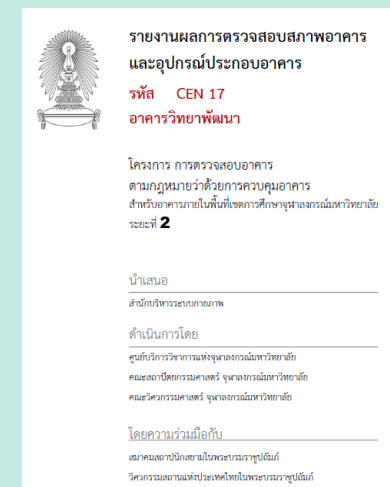 รายงานผลการตรวจสอบสภาพอาคาร
และอุปกรณ์ประกอบอาคาร
รหัส CEN 17
อาคารวิทยาพัฒนา
โครงการ การตรวจสอบอาคาร
ตามกฎหมายว่าด้วยการควบคุมอาคาร
สำหรับอาคารภายในพื้นที่เขตการศึกษาจุฬาลงกรณ์มหาวิทยาลัย
ระยะที่ 2
นำเสนอ
สำนักบริหารระบบกายภาพ
ดำเนินการโดย
ศูนย์บริการวิชาการแห่งจุฬาลงกรณ์มหาวิทยาลัย
คณะสถาปัตยกรรมศาสตร์ จุฬาลงกรณ์มหาวิทยาลัย
คณะวิศวกรรมศาสตร์ จุฬาลงกรณ์มหาวิทยาลัย
โดยความร่วมมือกับ
สมาคมสถาปนิกสยามในพระบรมราชูปถัมภ์
วิศวกรรมสถานแห่งประเทศไทยในพระบรมราชูปถัมภ์